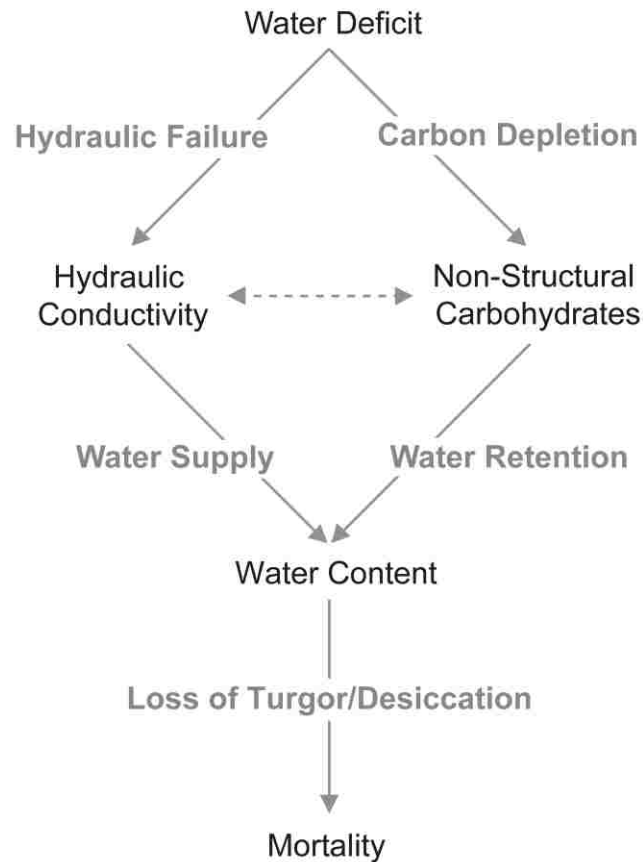 Water Deficit
Hydraulic Failure
Carbon Depletion
Hydraulic
Conductivity
Non-Structural
Carbohydrates
Water Supply
Water Retention
Water Content
Loss of Turgor/Desiccation
Mortality